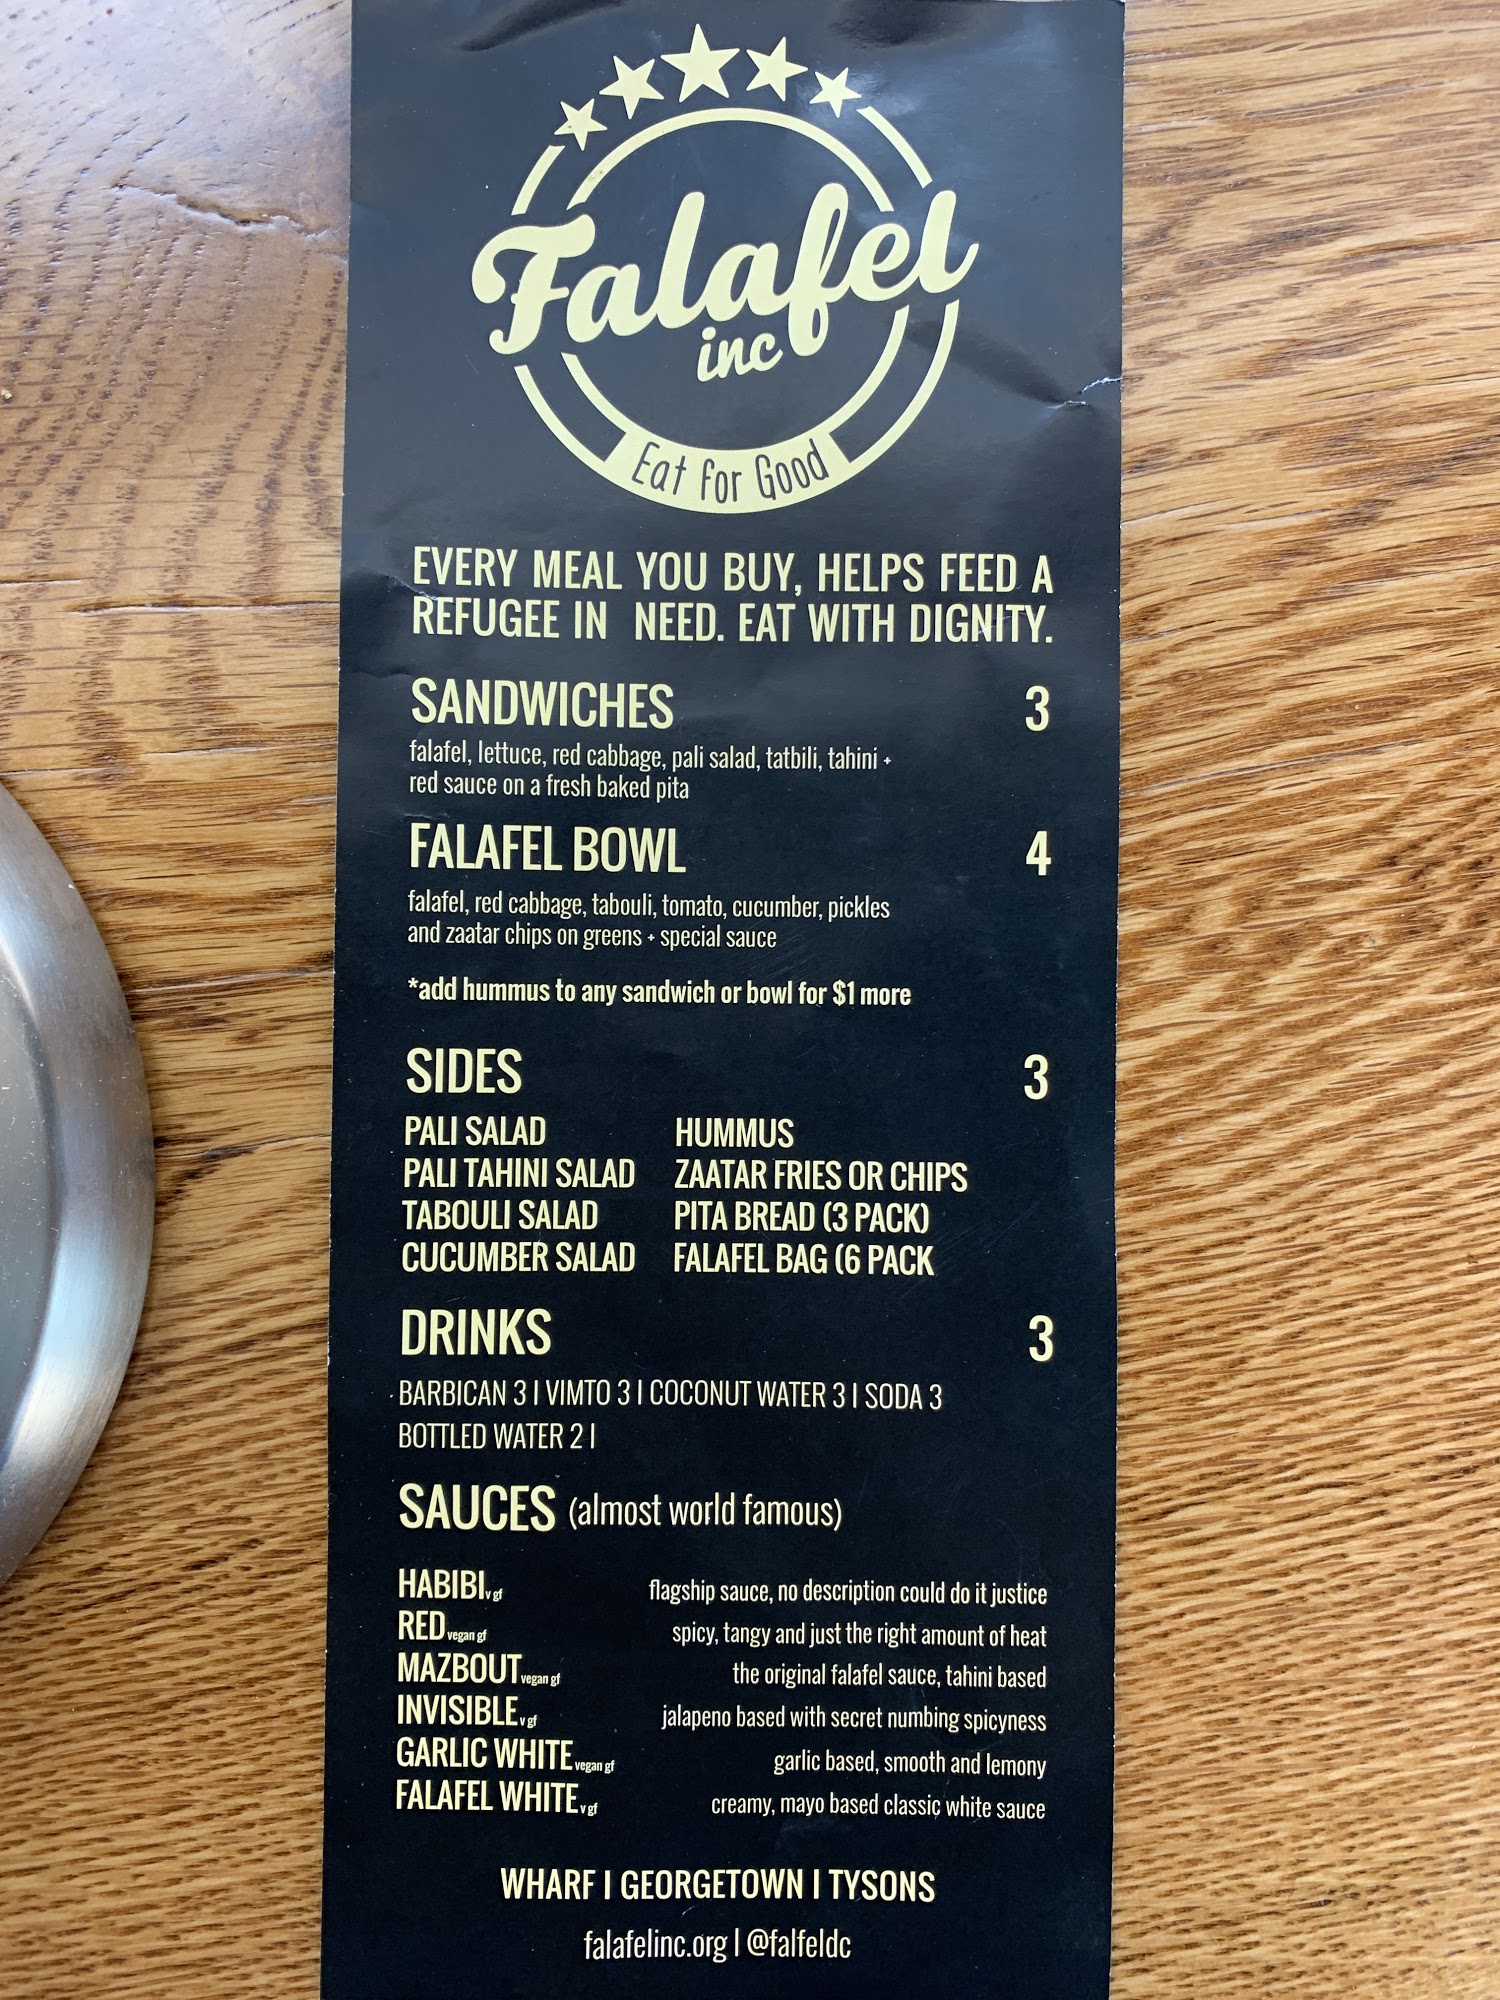 Falafel
inc
Eat for Good
EVERY MEAL YOU BUY, HELPS FEED A
REFUGEE IN NEED. EAT WITH DIGNITY.
SANDWICHES 3
falafel, lettuce, red cabbage, pali salad, tatbili, tahini +
red sauce on a fresh baked pita
FALAFEL BOWL 4
falafel, red cabbage, tabouli, tomato, cucumber, pickles
and zaatar chips on greens + special sauce
*add hummus to any sandwich or bowl for $1 more
SIDES 3
PALI SALAD HUMMUS
PALI TAHINI SALAD ZAATAR FRIES OR CHIPS
TABOULI SALAD PITA BREAD (3 PACK)
CUCUMBER SALAD FALAFEL BAG (6 PACK
DRINKS 3
BARBICAN 3 | VIMTO 3 | COCONUT WATER 3 | SODA 3
BOTTLED WATER 2 |
SAUCES (almost world famous)
HABIBI v gf flagship sauce, no description could do it justice
RED vegan gf spicy, tangy and just the right amount of heat
MAZBOUT vegan gf the original falafel sauce, tahini based
INVISIBLE v gf jalapeno based with secret numbing spicyness
GARLIC WHITE vegan gf garlic based, smooth and lemony
FALAFEL WHITE v gf creamy, mayo based classic white sauce
WHARF | GEORGETOWN | TYSONS
falafelinc.org | @falfeldc